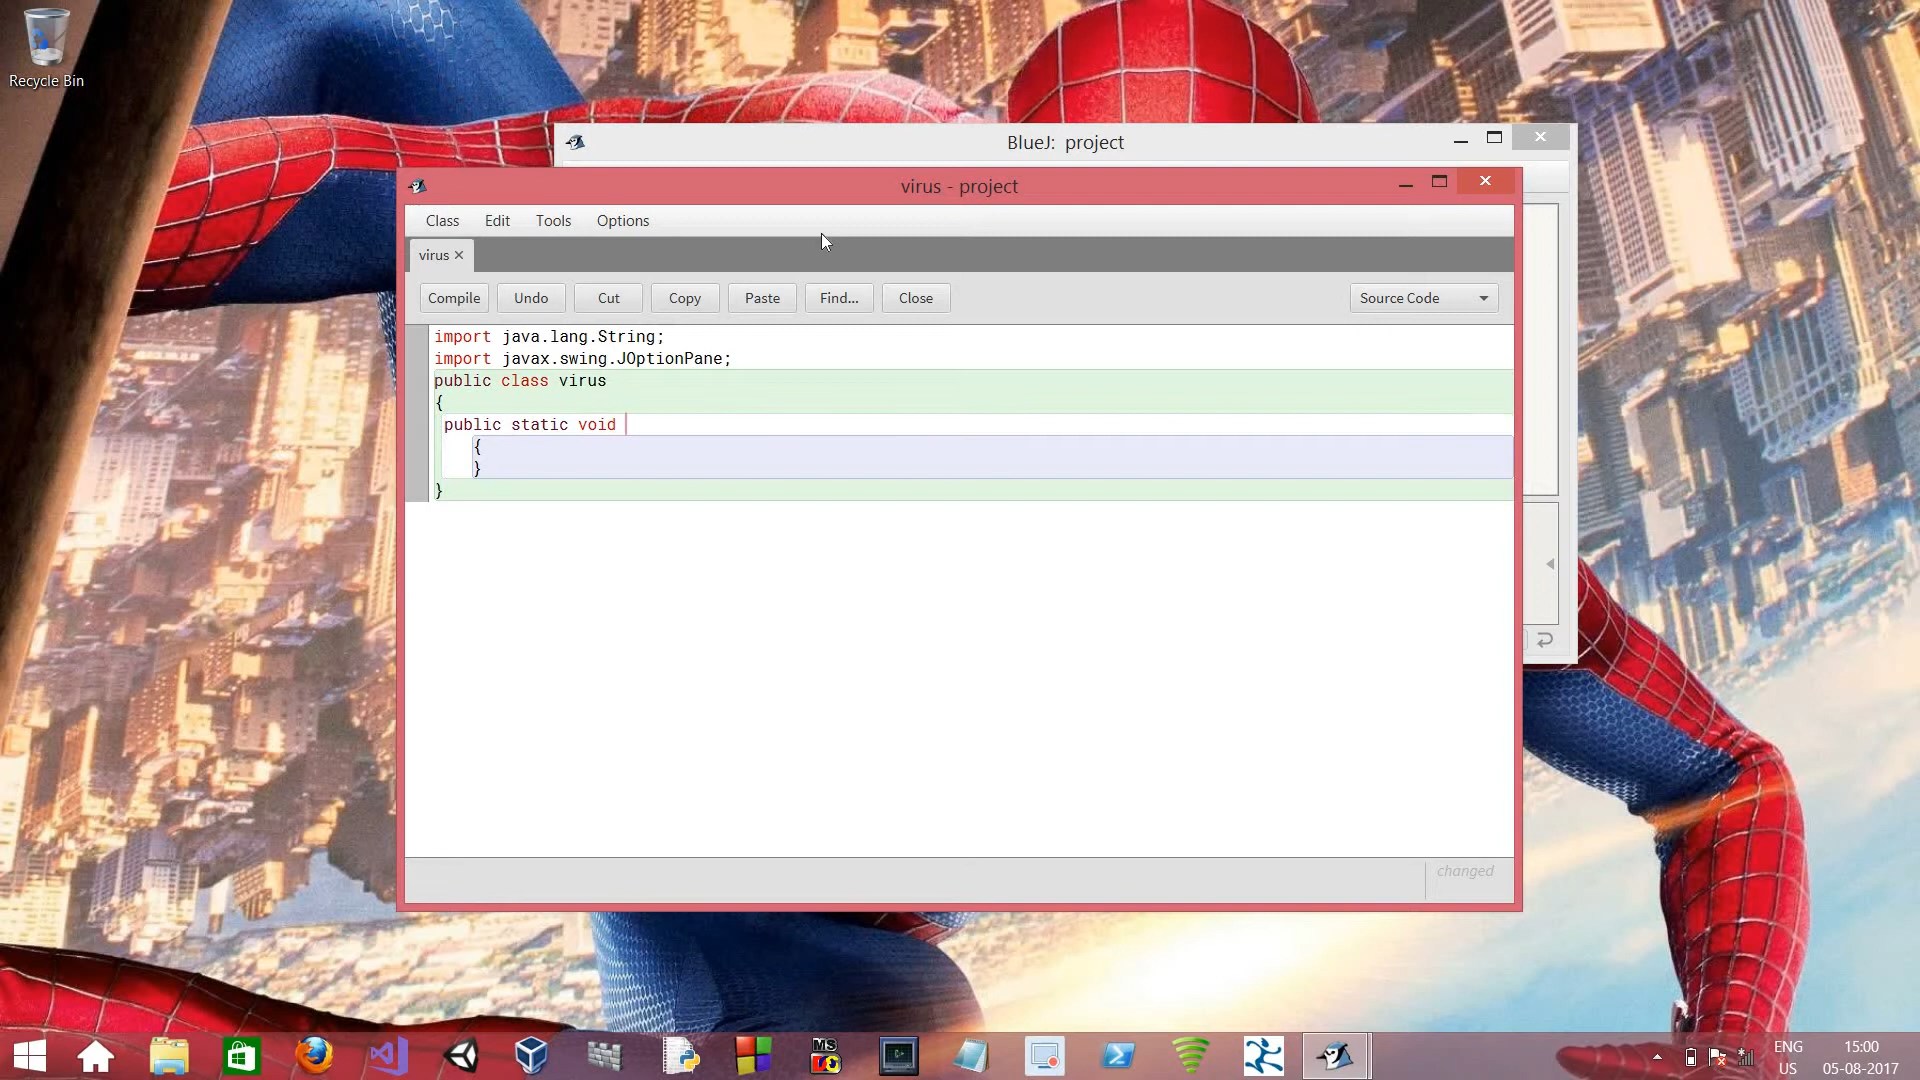 Recycle Bin
BlueJ: project
virus - project
Class Edit Tools Options
virus
Compile Undo Cut Copy Paste Find... Close Source Code
import java.lang.String;
import javax.swing.JOptionPane;
public class virus
{
public static void
{
}
}
changed
MS
ENG 15:00
US 05-08-2017